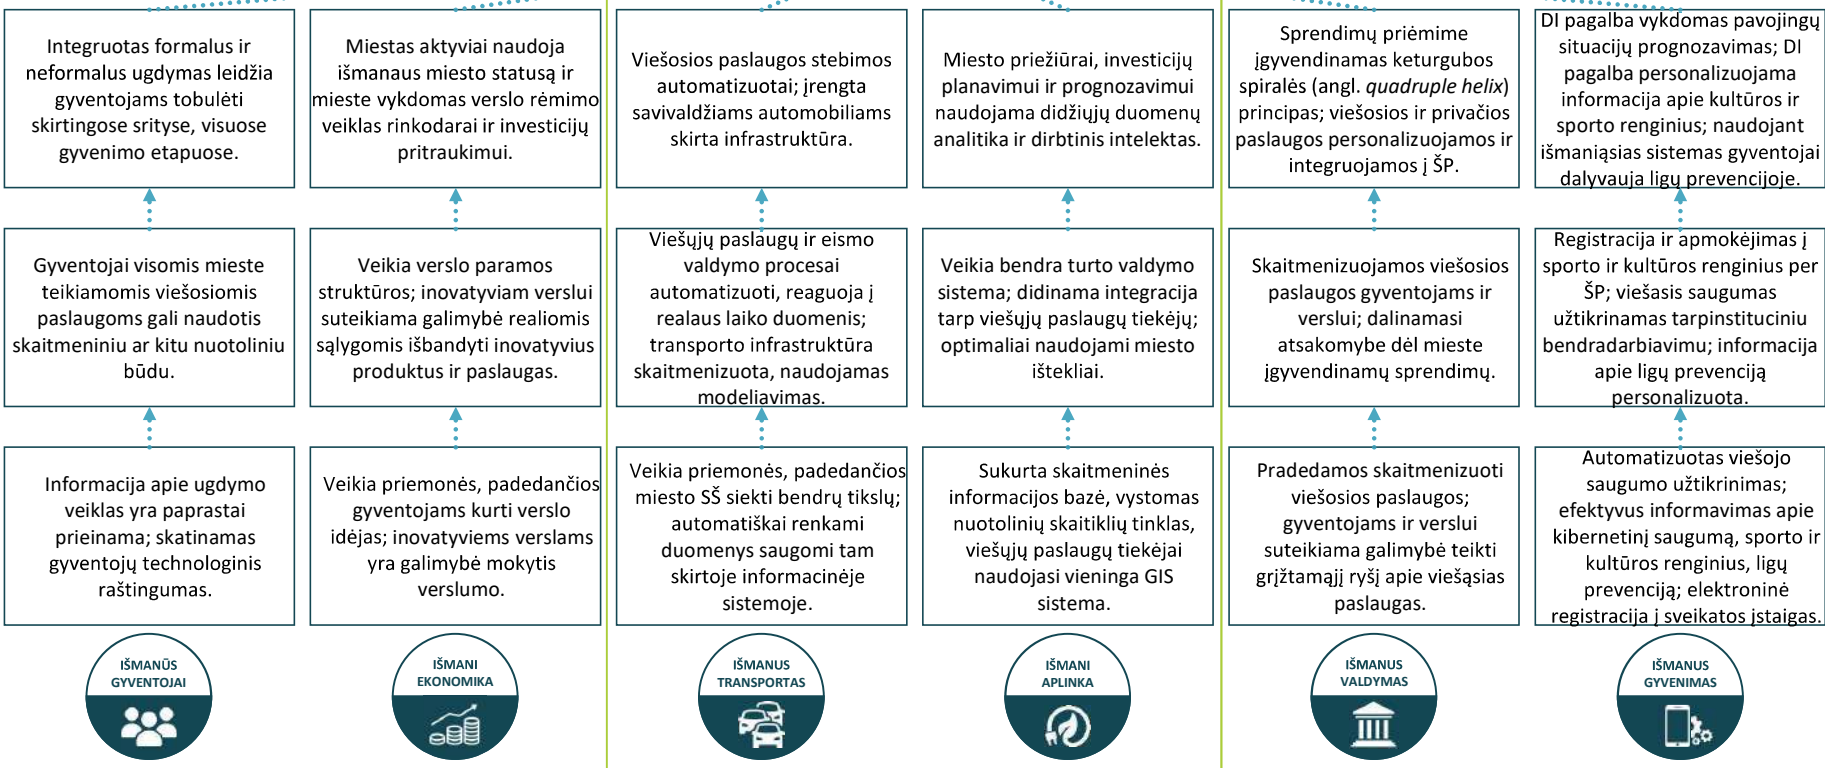 Integruotas formalus ir
neformalus ugdymas leidžia
gyventojams tobulėti
skirtingose srityse, visuose
gyvenimo etapuose.
Miestas aktyviai naudoja
išmanaus miesto statusą ir
mieste vykdomas verslo rėmimo
veiklas rinkodarai ir investicijų
pritraukimui.
Viešosios paslaugos stebimos
automatizuotai; įrengta
savivaldžiams automobiliams
skirta infrastruktūra.
Miesto priežiūrai, investicijų
planavimui ir prognozavimui
naudojama didžiųjų duomenų
analitika ir dirbtinis intelektas.
Sprendimų priėmime
įgyvendinamas keturgubos
spiralės (angl. quadruple helix)
principas; viešosios ir privačios
paslaugos personalizuojamos ir
integruojamos į ŠP.
DI pagalba vykdomas pavojingų
situacijų prognozavimas; DI
pagalba personalizuojama
informacija apie kultūros ir
sporto renginius; naudojant
išmaniąsias sistemas gyventojai
dalyvauja ligų prevencijoje.
Gyventojai visomis mieste
teikiamomis viešosiomis
paslaugoms gali naudotis
skaitmeniniu ar kitu nuotoliniu
būdu.
Veikia verslo paramos
struktūros; inovatyviam verslui
suteikiama galimybė realiomis
sąlygomis išbandyti inovatyvius
produktus ir paslaugas.
Viešųjų paslaugų ir eismo
valdymo procesai
automatizuoti, reaguoja į
realaus laiko duomenis;
transporto infrastruktūra
skaitmenizuota, naudojamas
modeliavimas.
Veikia bendra turto valdymo
sistema; didinama integracija
tarp viešųjų paslaugų tiekėjų;
optimaliai naudojami miesto
ištekliai.
Skaitmenizuojamos viešosios
paslaugos gyventojams ir
verslui; dalinamasi
atsakomybe dėl mieste
įgyvendinamų sprendimų.
Registracija ir apmokėjimas į
sporto ir kultūros renginius per
ŠP; viešasis saugumas
užtikrinamas tarpinstituciniu
bendradarbiavimu; informacija
apie ligų prevenciją
personalizuota.
Informacija apie ugdymo
veiklas yra paprastai
prieinama; skatinamas
gyventojų technologinis
raštingumas.
Veikia priemonės, padedančios
gyventojams kurti verslo
idėjas; inovatyviems verslams
yra galimybė mokytis
verslumo.
Veikia priemonės, padedančios
miesto SŠ siekti bendrų tikslų;
automatiškai renkami
duomenys saugomi tam
skirtoje informacinėje
sistemoje.
Sukurta skaitmeninės
informacijos bazė, vystomas
nuotolinių skaitiklių tinklas,
viešųjų paslaugų tiekėjai
naudojasi vieninga GIS
sistema.
Pradedamos skaitmenizuoti
viešosios paslaugos;
gyventojams ir verslui
suteikiama galimybė teikti
grįžtamąjį ryšį apie viešąsias
paslaugas.
Automatizuotas viešojo
saugumo užtikrinimas;
efektyvus informavimas apie
kibernetinį saugumą, sporto ir
kultūros renginius, ligų
prevenciją; elektroninė
registracija į sveikatos įstaigas.
IŠMANŪS
GYVENTOJAI
IŠMANI
EKONOMIKA
IŠMANUS
TRANSPORTAS
IŠMANI
APLINKA
IŠMANUS
VALDYMAS
IŠMANUS
GYVENIMAS